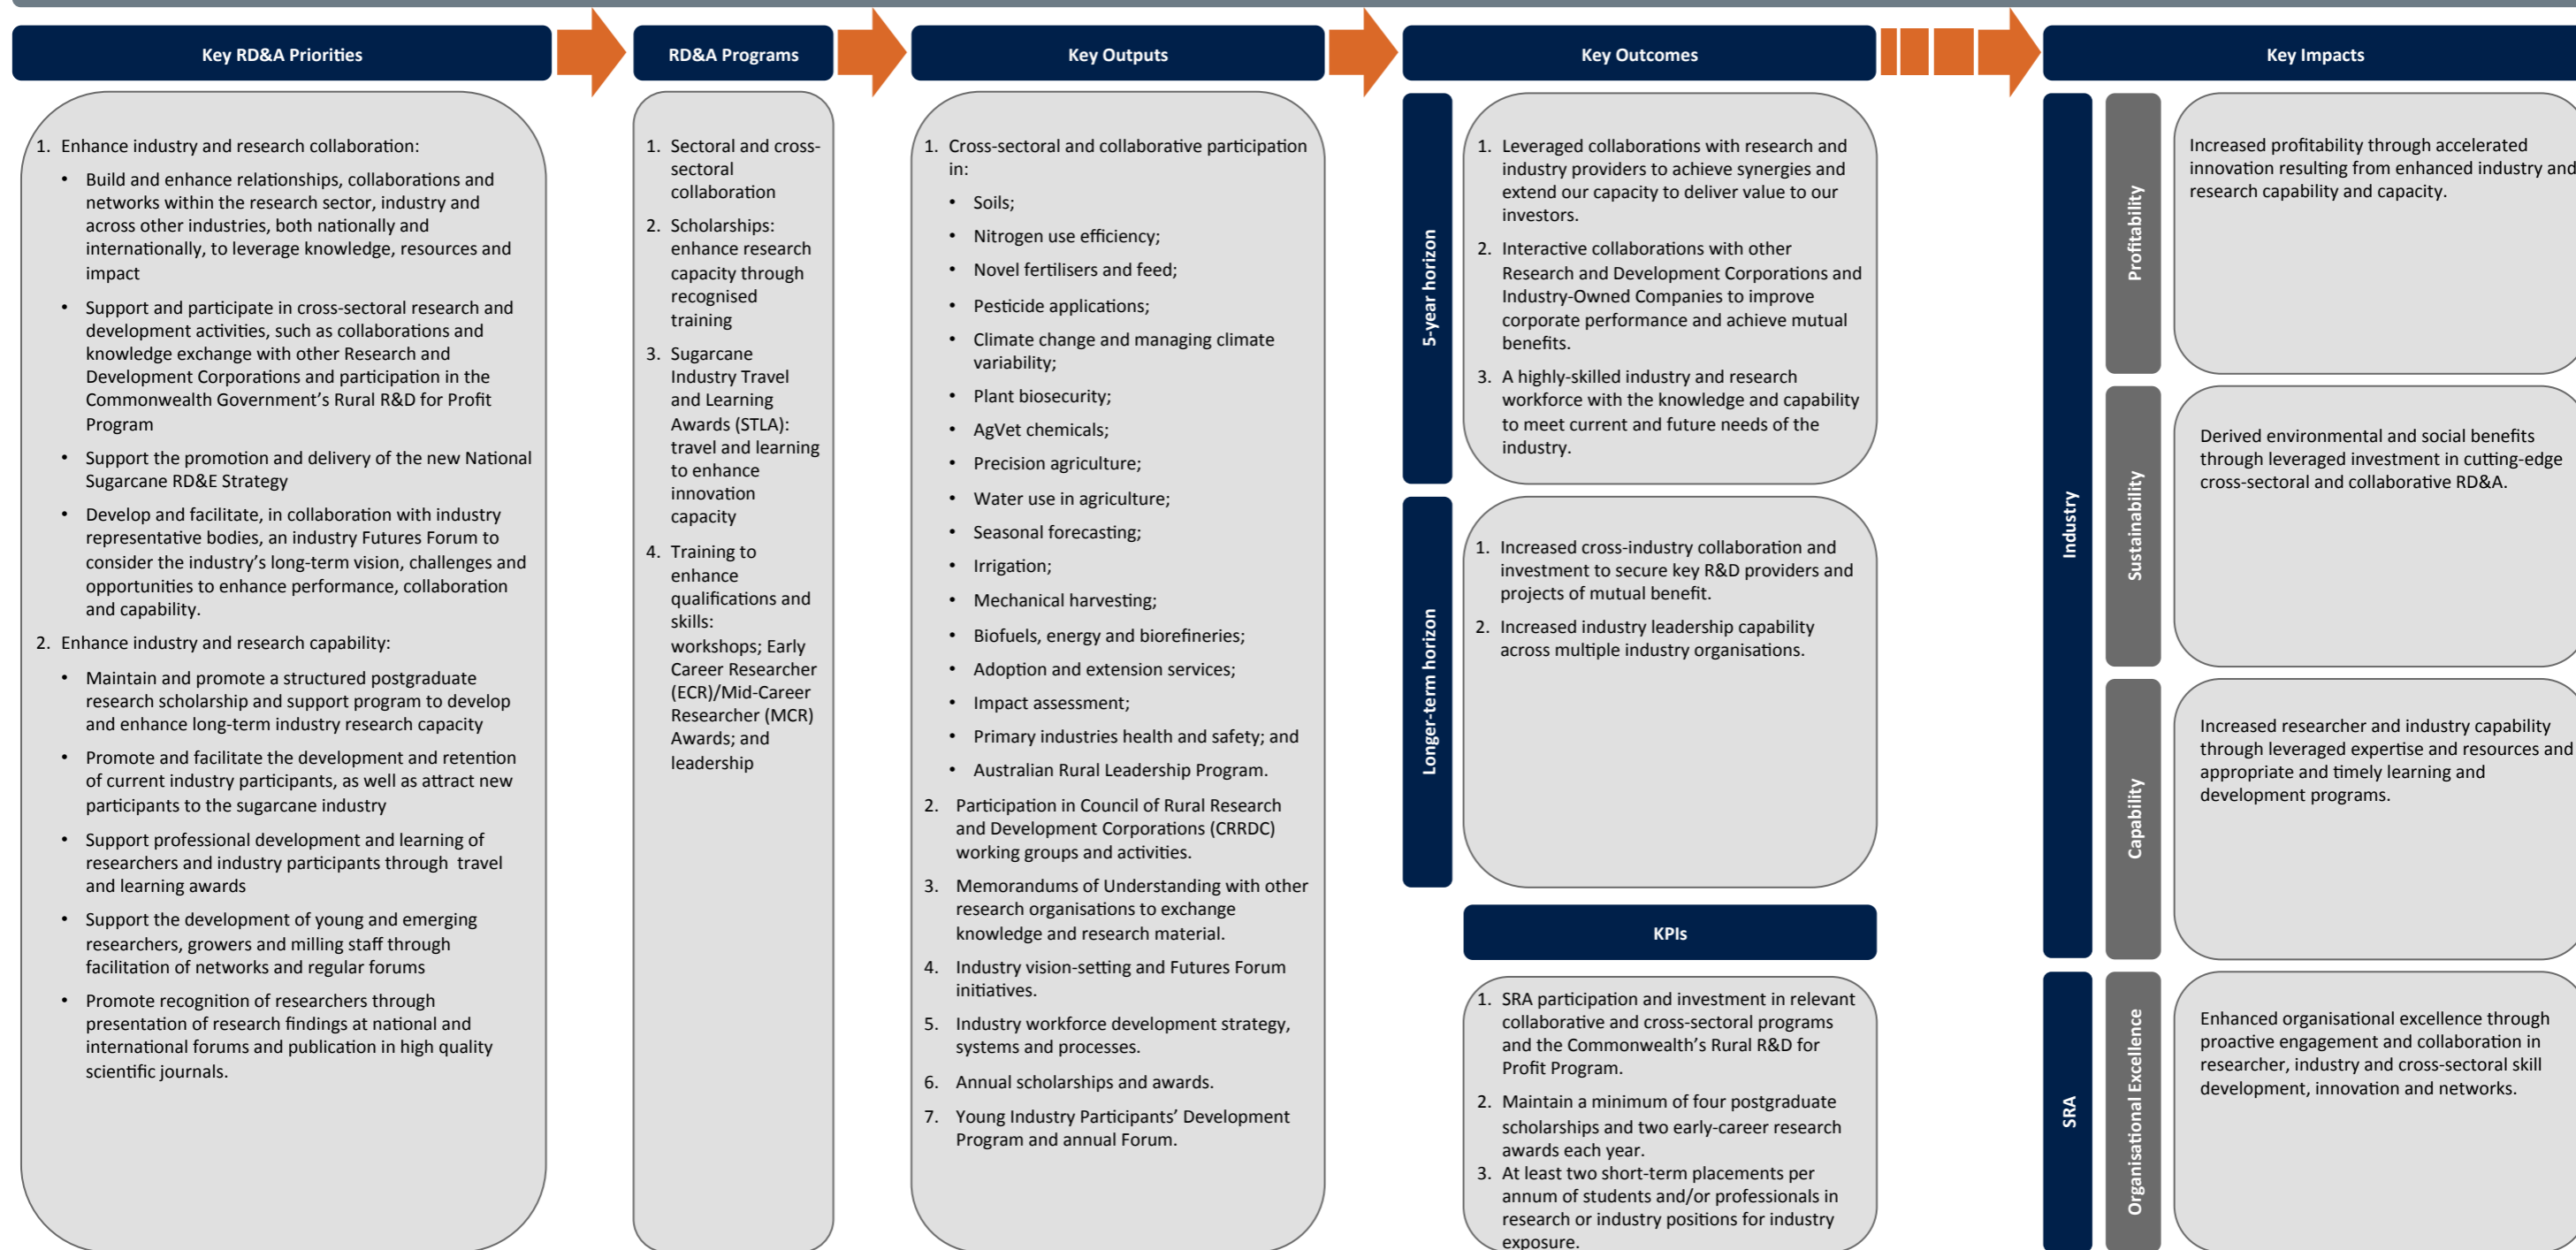 Key RD&A Priorities
1. Enhance industry and research collaboration:
• Build and enhance relationships, collaborations and
networks within the research sector, industry and
across other industries, both nationally and
internationally, to leverage knowledge, resources and
impact
• Support and participate in cross-sectoral research and
development activities, such as collaborations and
knowledge exchange with other Research and
Development Corporations and participation in the
Commonwealth Government's Rural R&D for Profit
Program
• Support the promotion and delivery of the new National
Sugarcane RD&E Strategy
• Develop and facilitate, in collaboration with industry
representative bodies, an industry Futures Forum to
consider the industry's long-term vision, challenges and
opportunities to enhance performance, collaboration
and capability.
2. Enhance industry and research capability:
• Maintain and promote a structured postgraduate
research scholarship and support program to develop
and enhance long-term industry research capacity
• Promote and facilitate the development and retention
of current industry participants, as well as attract new
participants to the sugarcane industry
• Support professional development and learning of
researchers and industry participants through travel
and learning awards
• Support the development of young and emerging
researchers, growers and milling staff through
facilitation of networks and regular forums
• Promote recognition of researchers through
presentation of research findings at national and
international forums and publication in high quality
scientific journals.
RD&A Programs
1. Sectoral and cross-
sectoral
collaboration
2. Scholarships:
enhance research
capacity through
recognised
training
3. Sugarcane
Industry Travel
and Learning
Awards (STLA):
travel and learning
to enhance
innovation
capacity
4. Training to
enhance
qualifications and
skills:
workshops; Early
Career Researcher
(ECR)/Mid-Career
Researcher (MCR)
Awards; and
leadership
Key Outputs
1. Cross-sectoral and collaborative participation
in:
• Soils;
• Nitrogen use efficiency;
• Novel fertilisers and feed;
• Pesticide applications;
• Climate change and managing climate
variability;
• Plant biosecurity;
• AgVet chemicals;
• Precision agriculture;
• Water use in agriculture;
• Seasonal forecasting;
• Irrigation;
• Mechanical harvesting;
• Biofuels, energy and biorefineries;
• Adoption and extension services;
• Impact assessment;
• Primary industries health and safety; and
• Australian Rural Leadership Program.
2. Participation in Council of Rural Research
and Development Corporations (CRRDC)
working groups and activities.
3. Memorandums of Understanding with other
research organisations to exchange
knowledge and research material.
4. Industry vision-setting and Futures Forum
initiatives.
5. Industry workforce development strategy,
systems and processes.
6. Annual scholarships and awards.
7. Young Industry Participants' Development
Program and annual Forum.
Key Outcomes
5-year horizon
1. Leveraged collaborations with research and
industry providers to achieve synergies and
extend our capacity to deliver value to our
investors.
2. Interactive collaborations with other
Research and Development Corporations and
Industry-Owned Companies to improve
corporate performance and achieve mutual
benefits.
3. A highly-skilled industry and research
workforce with the knowledge and capability
to meet current and future needs of the
industry.
Longer-term horizon
1. Increased cross-industry collaboration and
investment to secure key R&D providers and
projects of mutual benefit.
2. Increased industry leadership capability
across multiple industry organisations.
KPIs
1. SRA participation and investment in relevant
collaborative and cross-sectoral programs
and the Commonwealth's Rural R&D for
Profit Program.
2. Maintain a minimum of four postgraduate
scholarships and two early-career research
awards each year.
3. At least two short-term placements per
annum of students and/or professionals in
research or industry positions for industry
exposure.
Key Impacts
Industry
Profitability
Increased profitability through accelerated
innovation resulting from enhanced industry and
research capability and capacity.
Sustainability
Derived environmental and social benefits
through leveraged investment in cutting-edge
cross-sectoral and collaborative RD&A.
Capability
Increased researcher and industry capability
through leveraged expertise and resources and
appropriate and timely learning and
development programs.
SRA
Organisational Excellence
Enhanced organisational excellence through
proactive engagement and collaboration in
researcher, industry and cross-sectoral skill
development, innovation and networks.